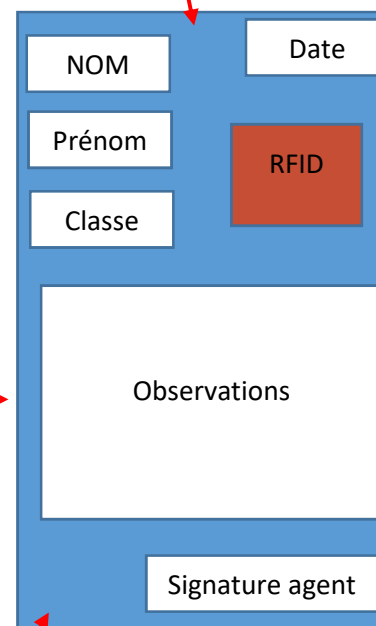 NOM
Date
Prénom
RFID
Classe
Observations
Signature agent